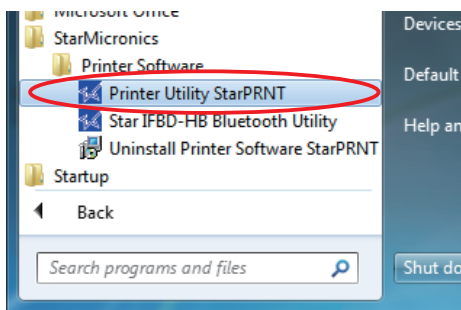 Microsoft Office
StarMicronics
Printer Software
Printer Utility StarPRNT
Star IFBD-HB Bluetooth Utility
Uninstall Printer Software StarPRNT
Startup
Back
Search programs and files
Devices
Default
Help an
Shut do